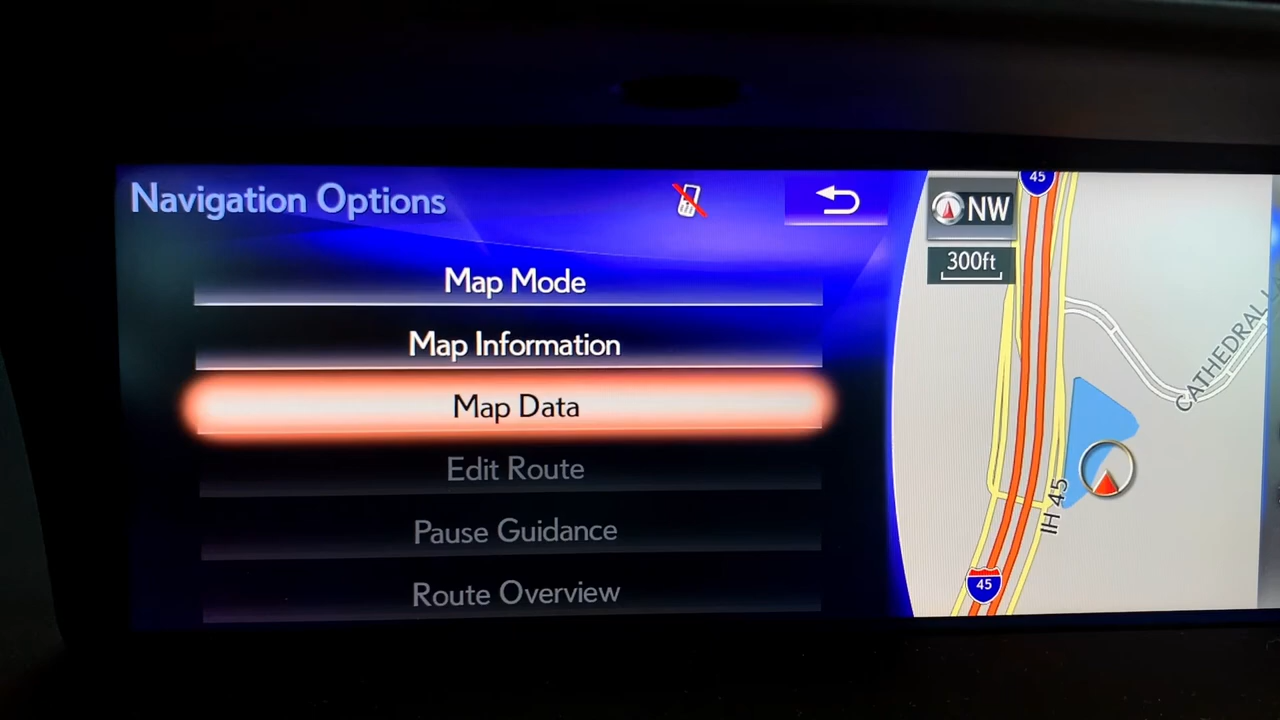 Navigation Options
Map Mode
Map Information
Map Data
Edit Route
Pause Guidance
Route Overview
45
NW
300ft
CATHEDRAL
IH 45
45